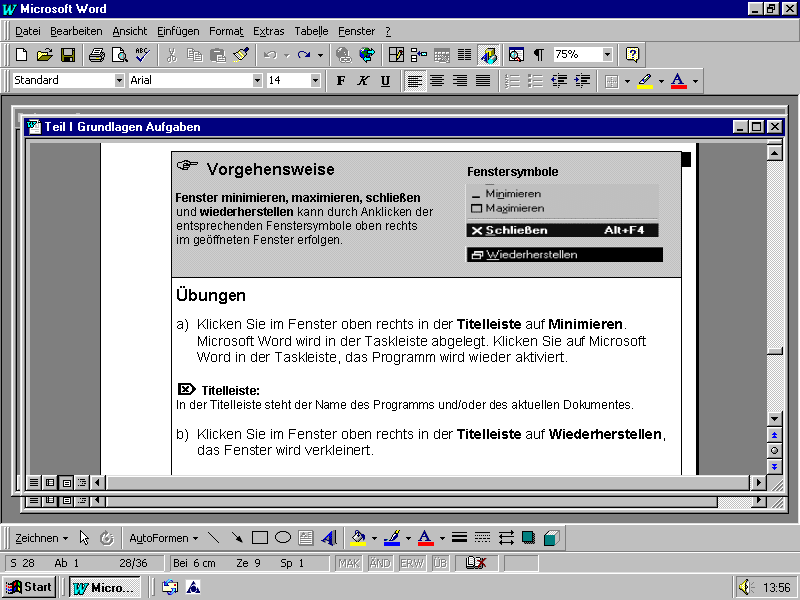 Microsoft Word
Datei Bearbeiten Ansicht Einfügen Format Extras Tabelle Fenster ?
75%
Standard Arial 14 F K U
Teil I Grundlagen Aufgaben
Vorgehensweise
Fenster minimieren, maximieren, schließen
und wiederherstellen kann durch Anklicken der
entsprechenden Fenstersymbole oben rechts
im geöffneten Fenster erfolgen.
Fenstersymbole
Minimieren
Maximieren
Schließen Alt+F4
Wiederherstellen
Übungen
a) Klicken Sie im Fenster oben rechts in der Titelleiste auf Minimieren.
Microsoft Word wird in der Taskleiste abgelegt. Klicken Sie auf Microsoft
Word in der Taskleiste, das Programm wird wieder aktiviert.
Titelleiste:
In der Titelleiste steht der Name des Programms und/oder des aktuellen Dokumentes.
b) Klicken Sie im Fenster oben rechts in der Titelleiste auf Wiederherstellen,
das Fenster wird verkleinert.
Zeichnen AutoFormen
S 28 Ab 1 28/36 Bei 6 cm Ze 9 Sp 1 MAK ÄND ERW ÜB
Start Micro... 13:56